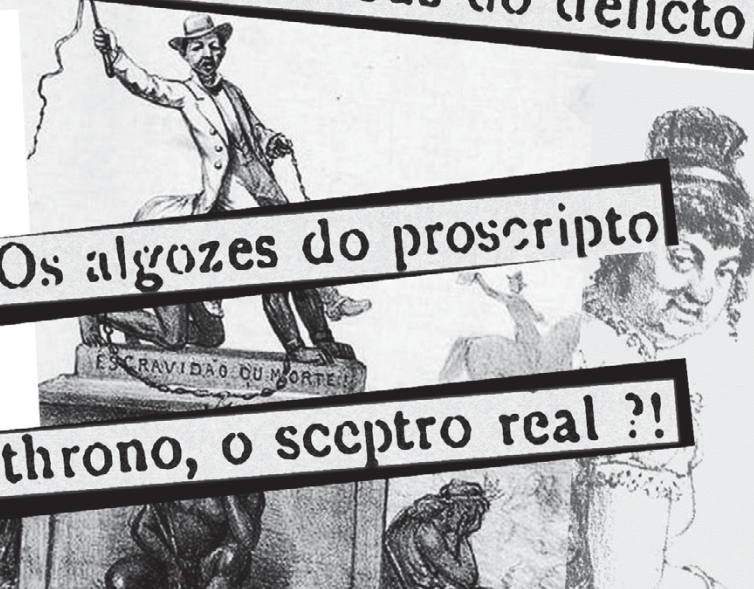 do delicto
Os algozes do proscripto
ESCRAVIDÃO OU MORTE!
throno, o sceptro real ?!